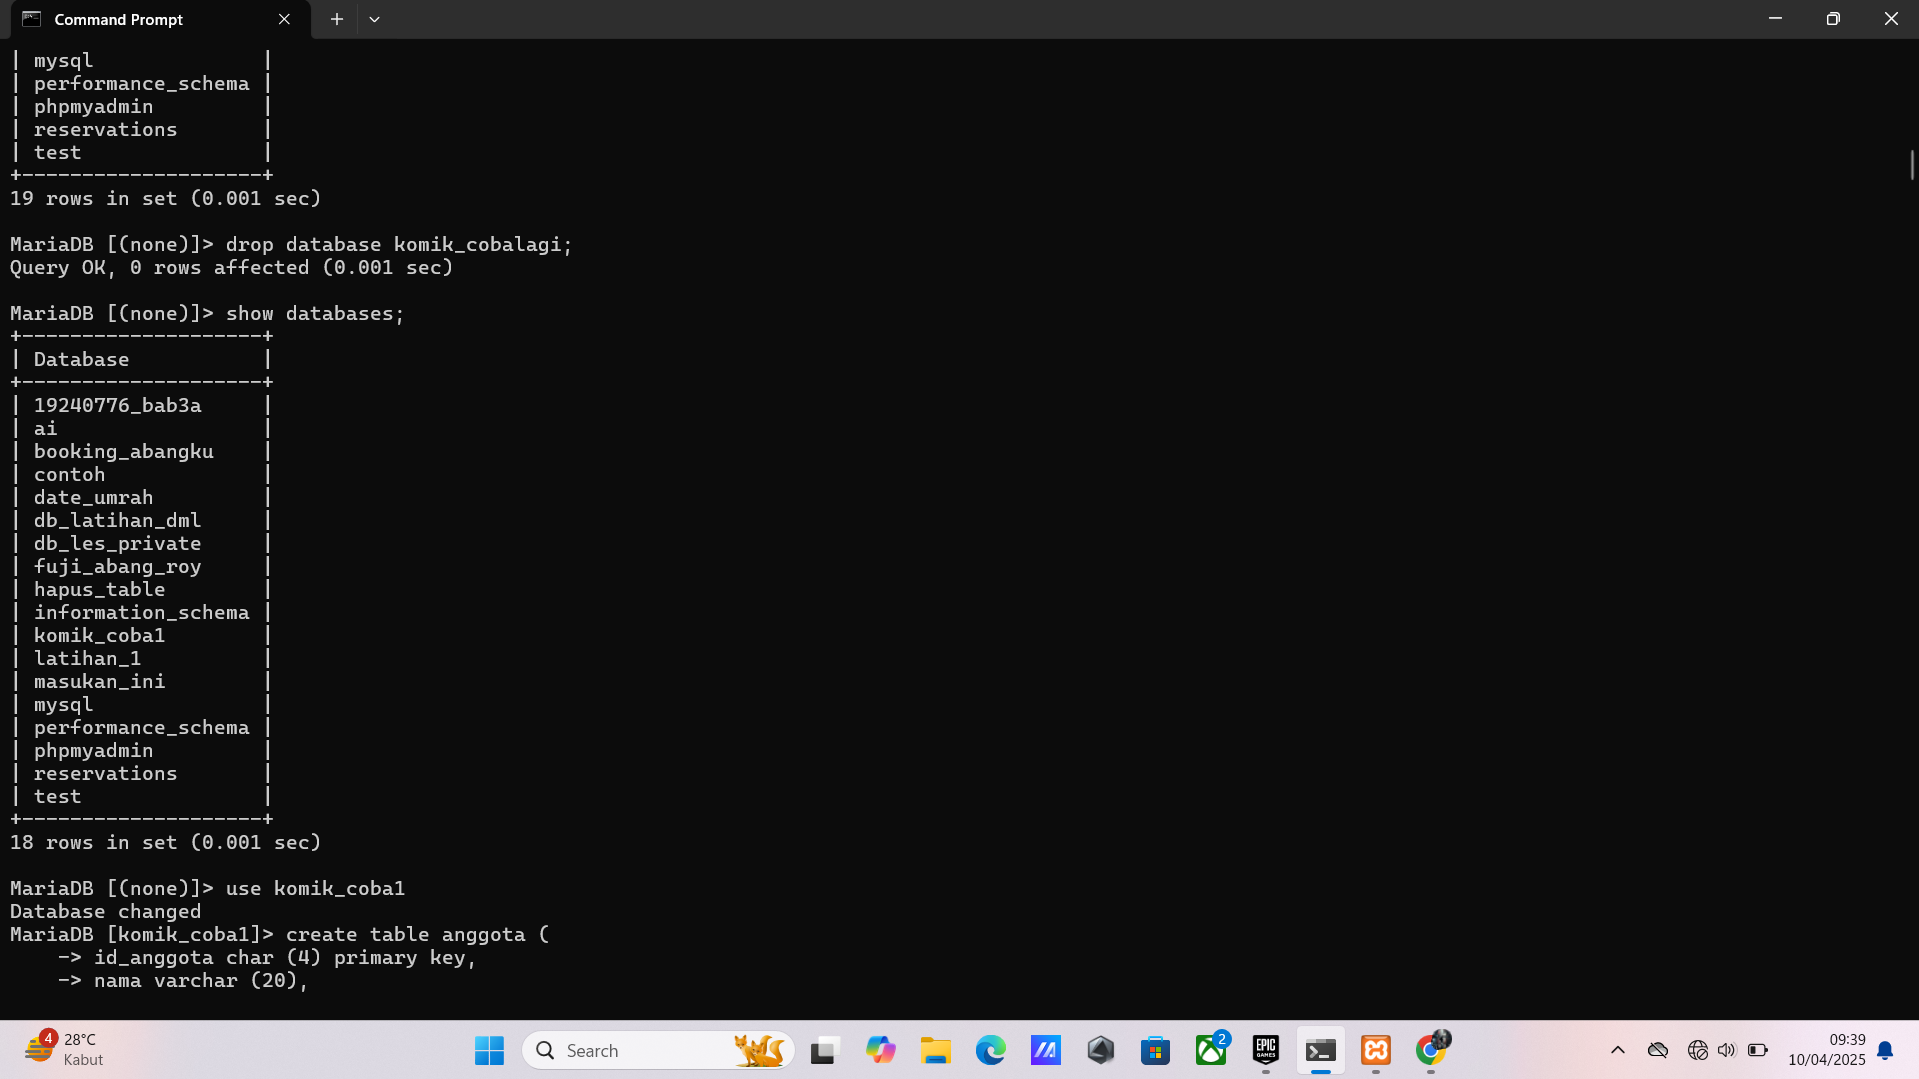 Command Prompt
| mysql              |
| performance_schema |
| phpmyadmin         |
| reservations       |
| test               |
+--------------------+
19 rows in set (0.001 sec)
MariaDB [(none)]> drop database komik_cobalagi;
Query OK, 0 rows affected (0.001 sec)
MariaDB [(none)]> show databases;
+--------------------+
| Database           |
+--------------------+
| 19240776_bab3a     |
| ai                 |
| booking_abangku    |
| contoh             |
| date_umrah         |
| db_latihan_dml     |
| db_les_private     |
| fuji_abang_roy     |
| hapus_table        |
| information_schema |
| komik_coba1        |
| latihan_1          |
| masukan_ini        |
| mysql              |
| performance_schema |
| phpmyadmin         |
| reservations       |
| test               |
+--------------------+
18 rows in set (0.001 sec)
MariaDB [(none)]> use komik_coba1
Database changed
MariaDB [komik_coba1]> create table anggota (
    -> id_anggota char (4) primary key,
    -> nama varchar (20),
4
28°C
Kabut
Search
2
EPIC
GAMES
09:39
10/04/2025